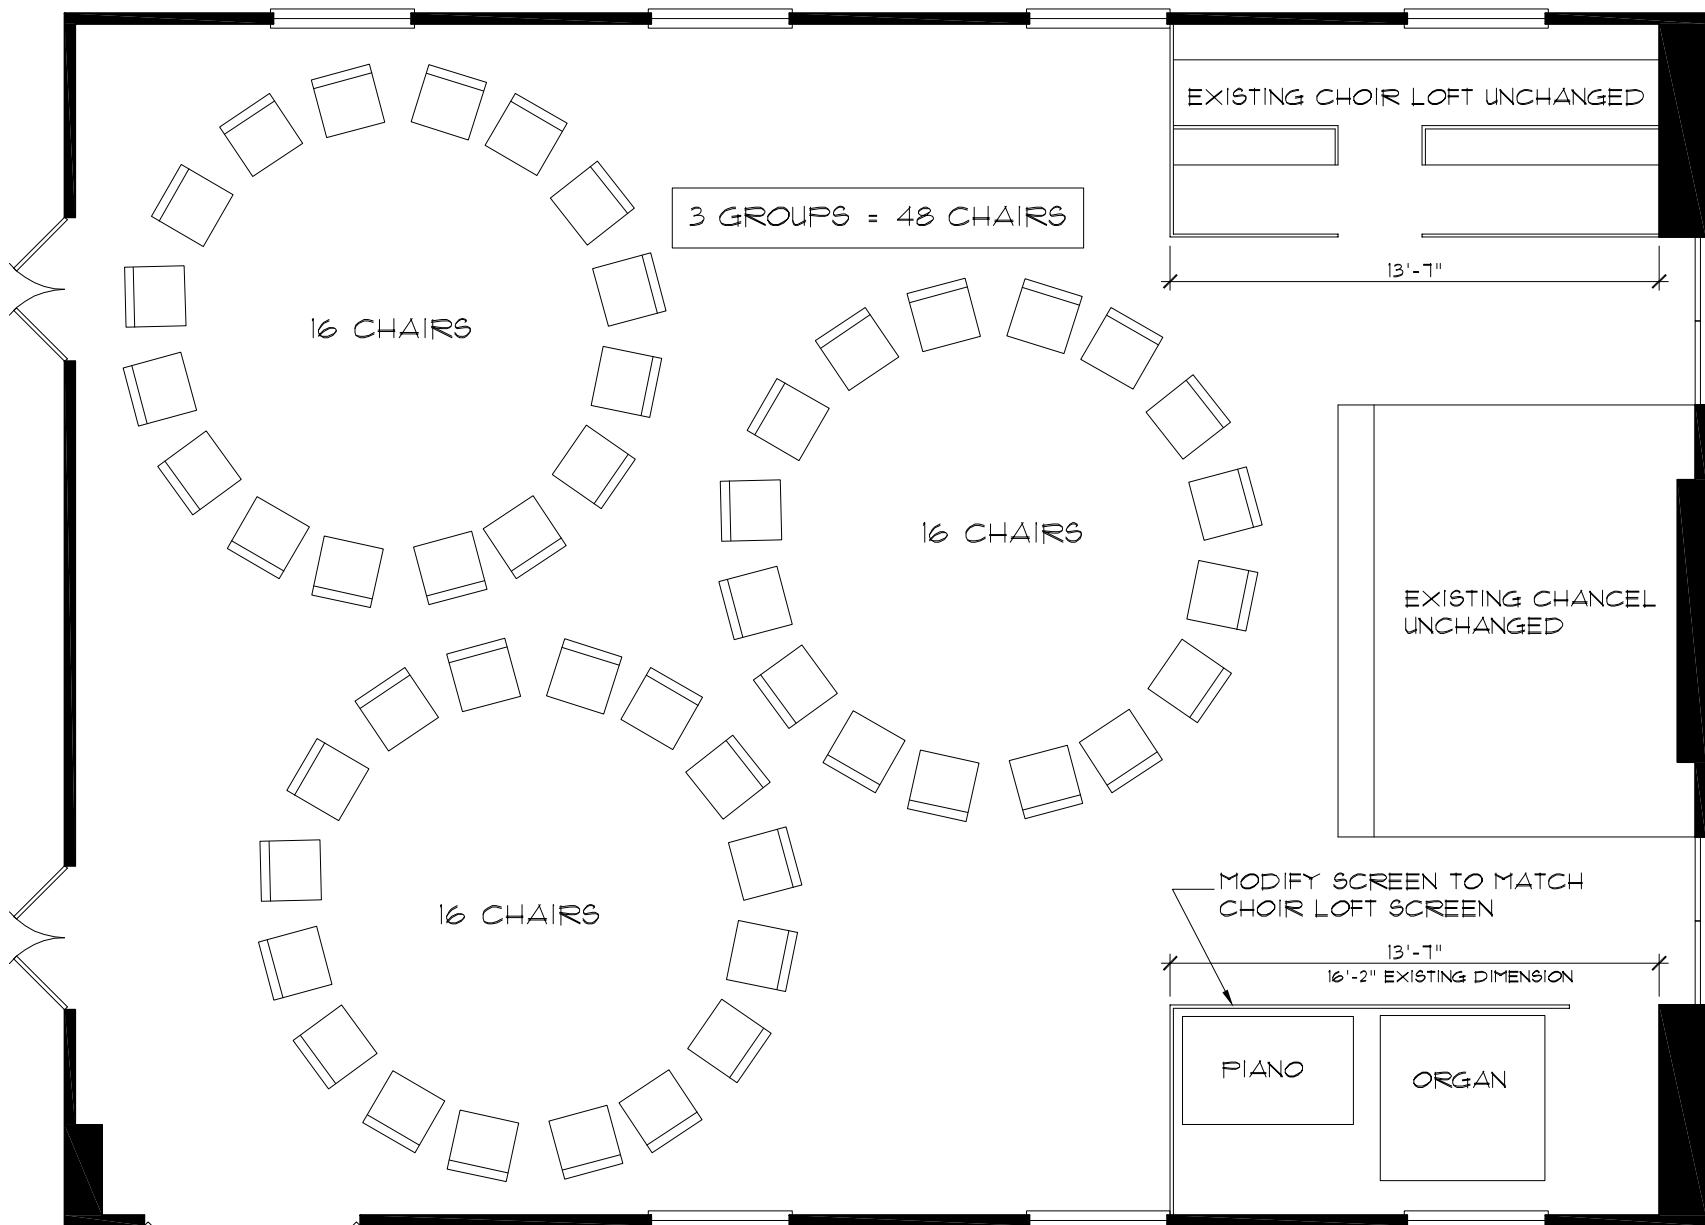 EXISTING CHOIR LOFT UNCHANGED
3 GROUPS = 48 CHAIRS
13'-7"
16 CHAIRS
16 CHAIRS
EXISTING CHANCEL
UNCHANGED
MODIFY SCREEN TO MATCH
CHOIR LOFT SCREEN
16 CHAIRS
13'-7"
16'-2" EXISTING DIMENSION
PIANO
ORGAN